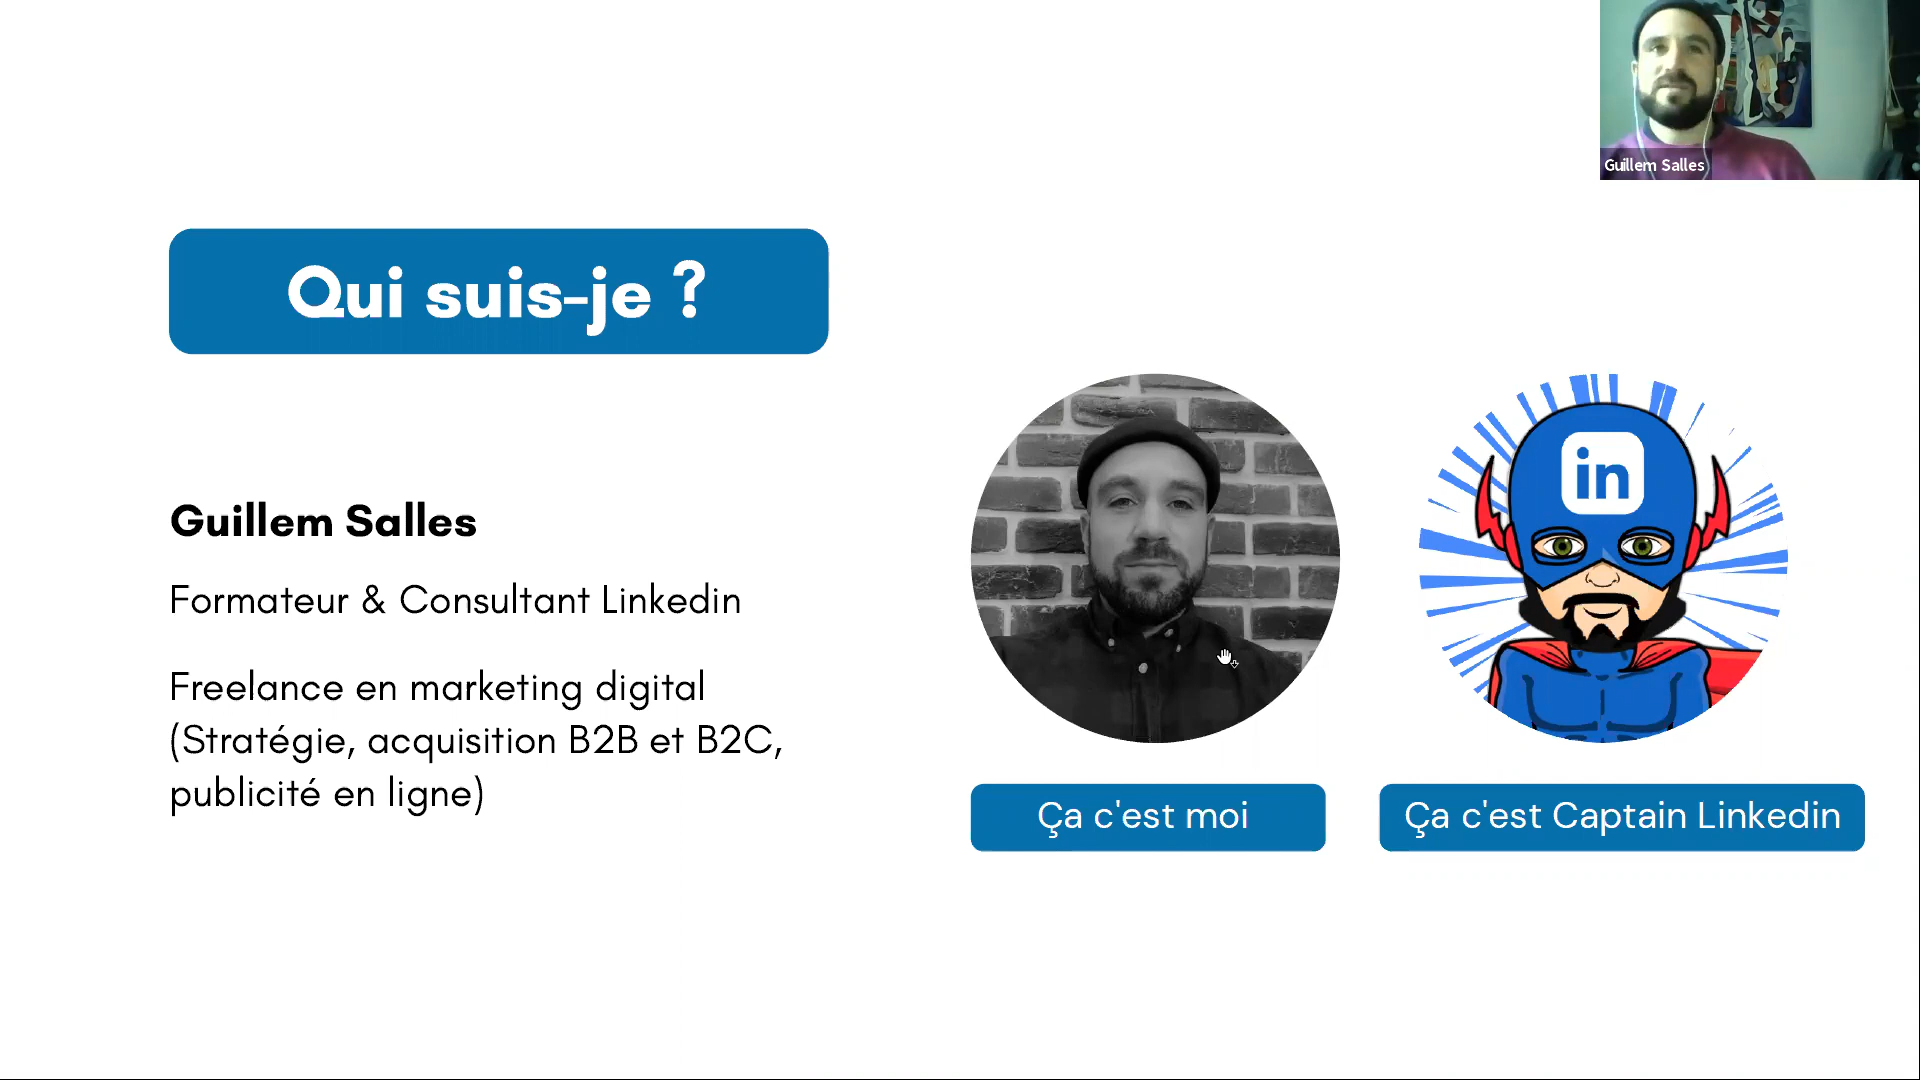 Guillem Salles
Qui suis-je ?
Guillem Salles
Formateur & Consultant Linkedin
Freelance en marketing digital
(Stratégie, acquisition B2B et B2C,
publicité en ligne)
in
Ça c'est moi
Ça c'est Captain Linkedin